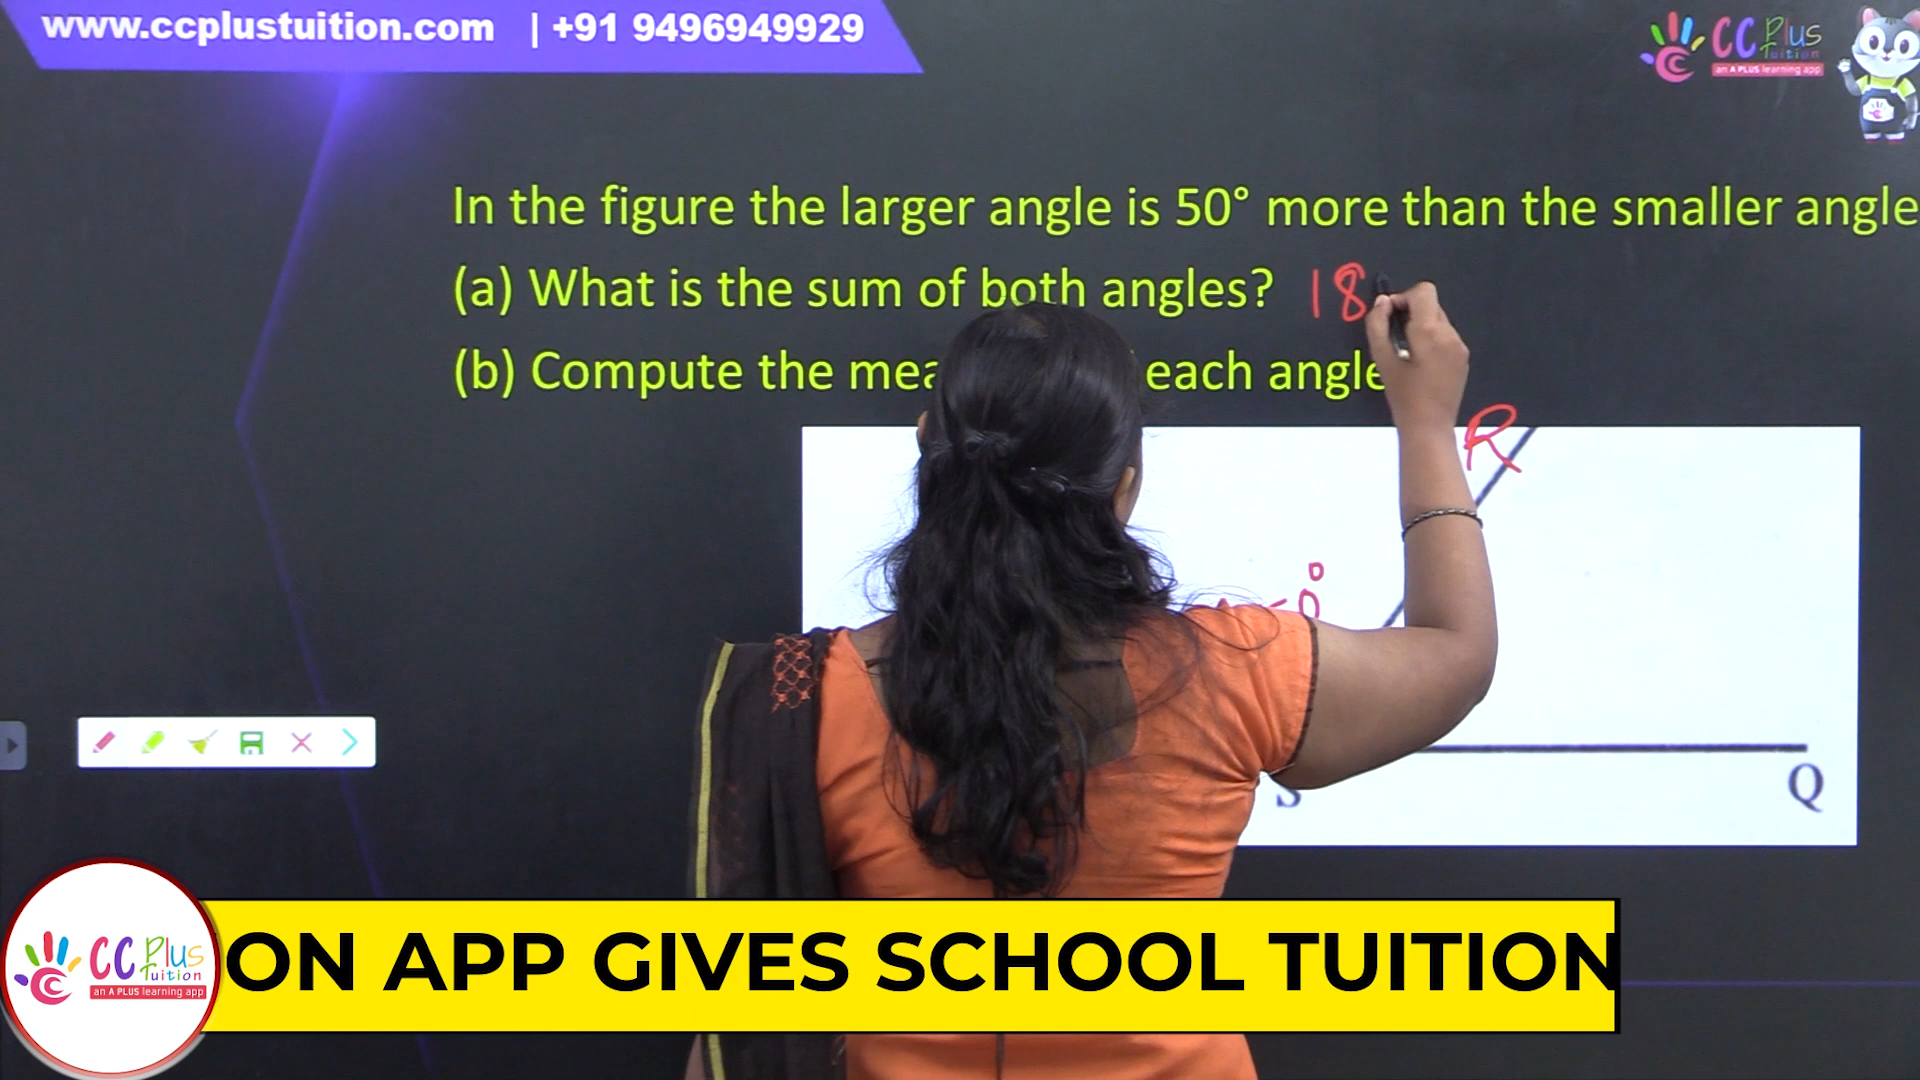 www.ccplustuition.com | +91 9496949929
CC Plus
Tuition
an A PLUS learning app
In the figure the larger angle is 50° more than the smaller angle
(a) What is the sum of both angles? 18
(b) Compute the mea each angle
R
0°
S
Q
CC Plus
Tuition
an A PLUS learning app
ON APP GIVES SCHOOL TUITION